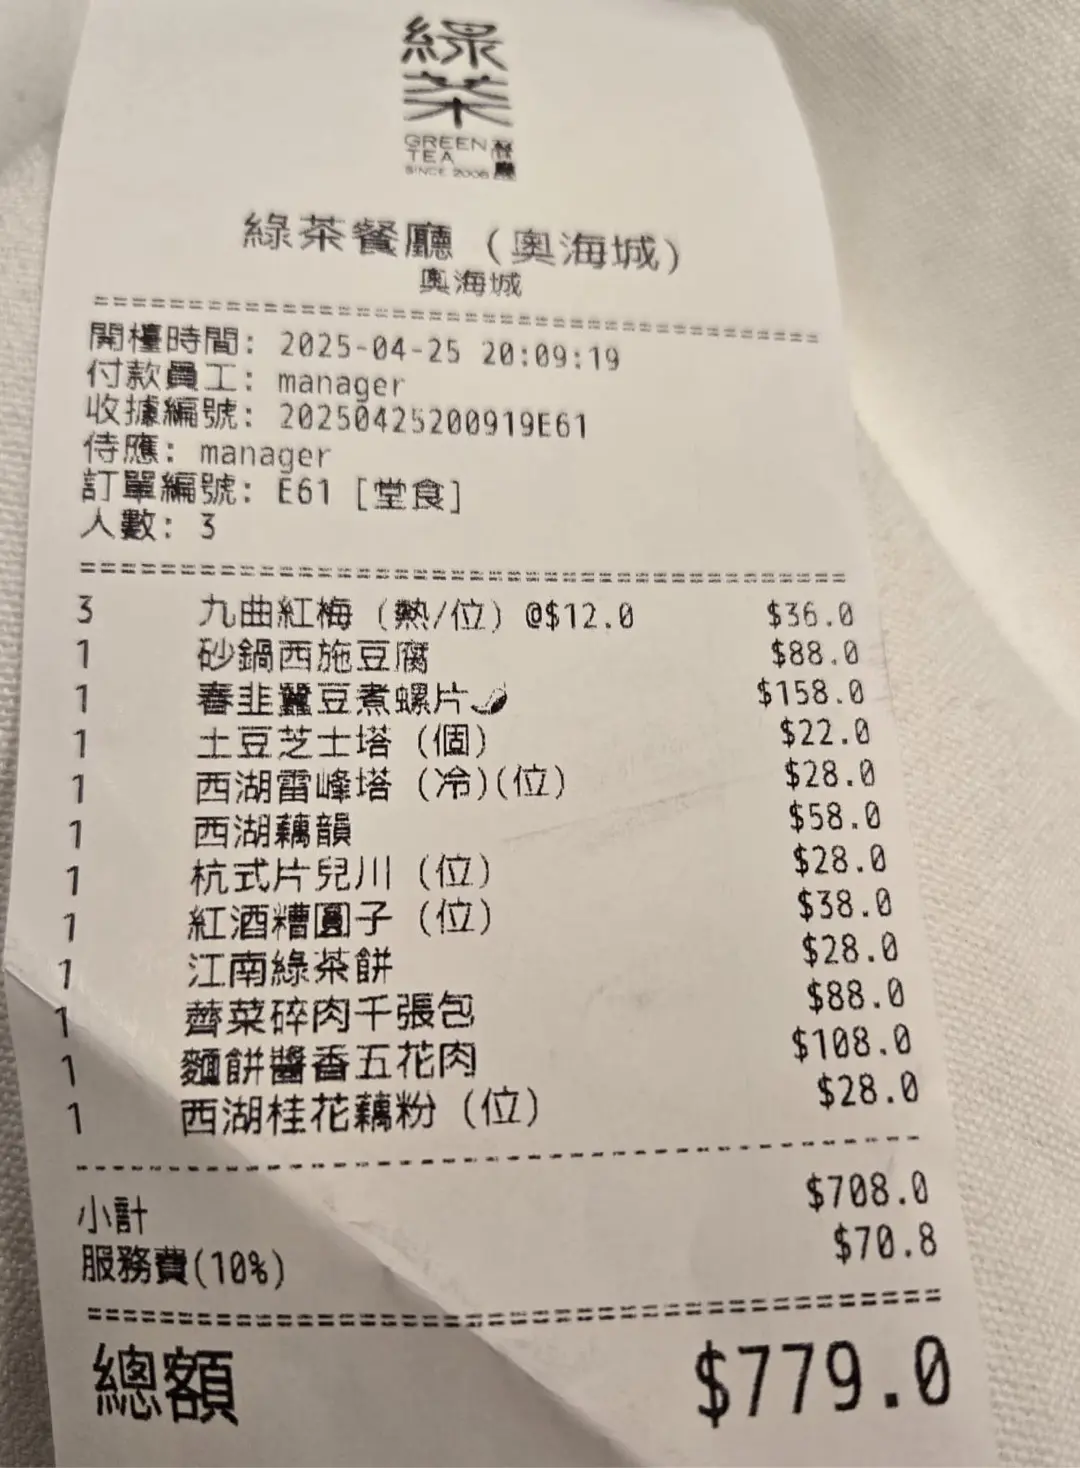 綠茶
GREEN TEA 餐廳
SINCE 2008
綠茶餐廳 (奧海城)
奧海城
開檯時間: 2025-04-25 20:09:19
付款員工: manager
收據編號: 20250425200919E61
侍應: manager
訂單編號: E61 [堂食]
人數: 3
3 九曲紅梅 (熱/位) @$12.0 $36.0
1 砂鍋西施豆腐 $88.0
1 春韭蠶豆煮螺片 $158.0
1 土豆芝士塔 (個) $22.0
1 西湖雷峰塔 (冷)(位) $28.0
1 西湖藕韻 $58.0
1 杭式片兒川 (位) $28.0
1 紅酒糟圓子 (位) $38.0
1 江南綠茶餅 $28.0
1 薺菜碎肉千張包 $88.0
1 麵餅醬香五花肉 $108.0
1 西湖桂花藕粉 (位) $28.0
小計 $708.0
服務費(10%) $70.8
總額 $779.0